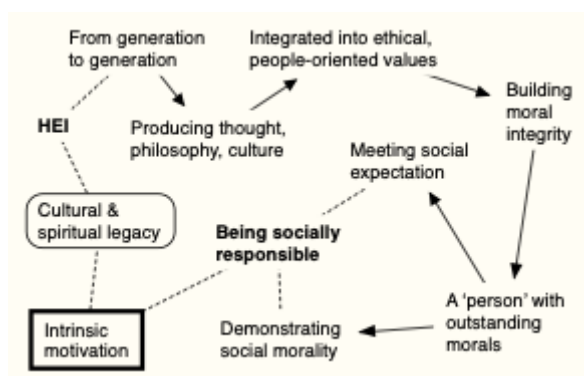 From generation
to generation
Integrated into ethical,
people-oriented values
Building
moral
integrity
HEI
Producing thought,
philosophy, culture
Meeting social
expectation
Cultural &
spiritual legacy
Being socially
responsible
A 'person' with
outstanding
morals
Intrinsic
motivation
Demonstrating
social morality